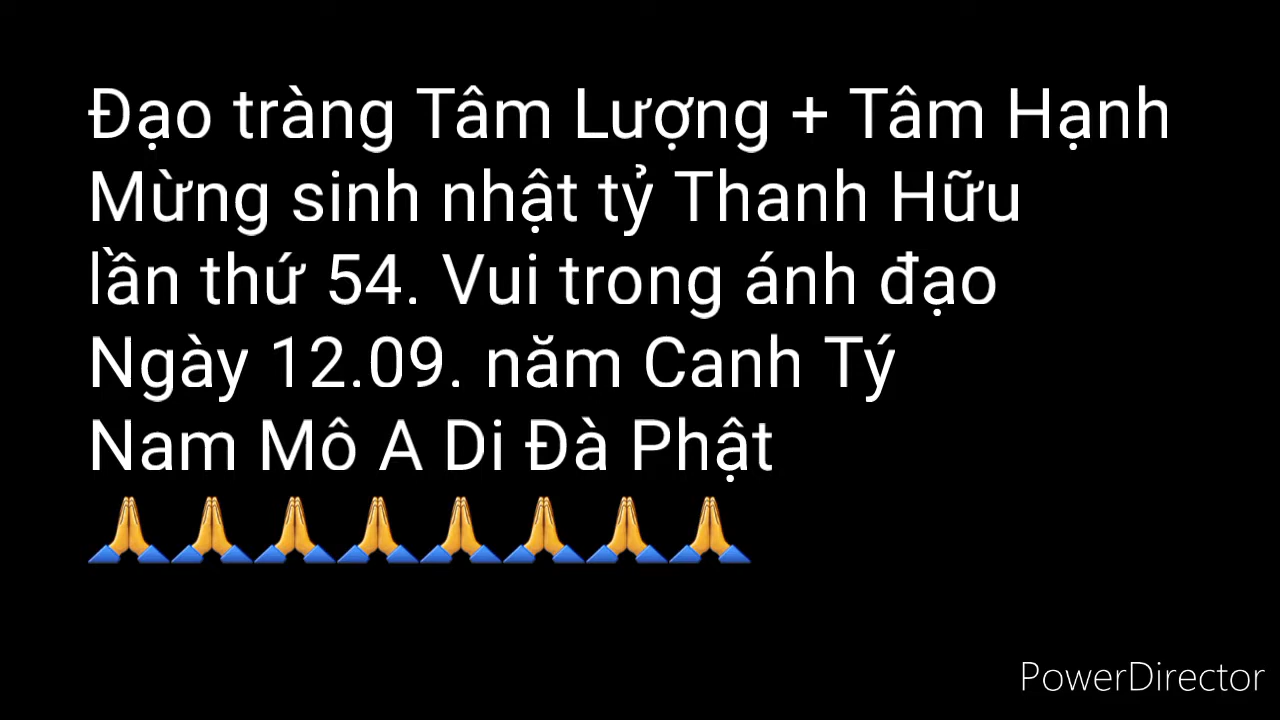 Đạo tràng Tâm Lượng + Tâm Hạnh
Mừng sinh nhật tỷ Thanh Hữu
lần thứ 54. Vui trong ánh đạo
Ngày 12.09. năm Canh Tý
Nam Mô A Di Đà Phật
🙏🙏🙏🙏🙏🙏🙏🙏
PowerDirector